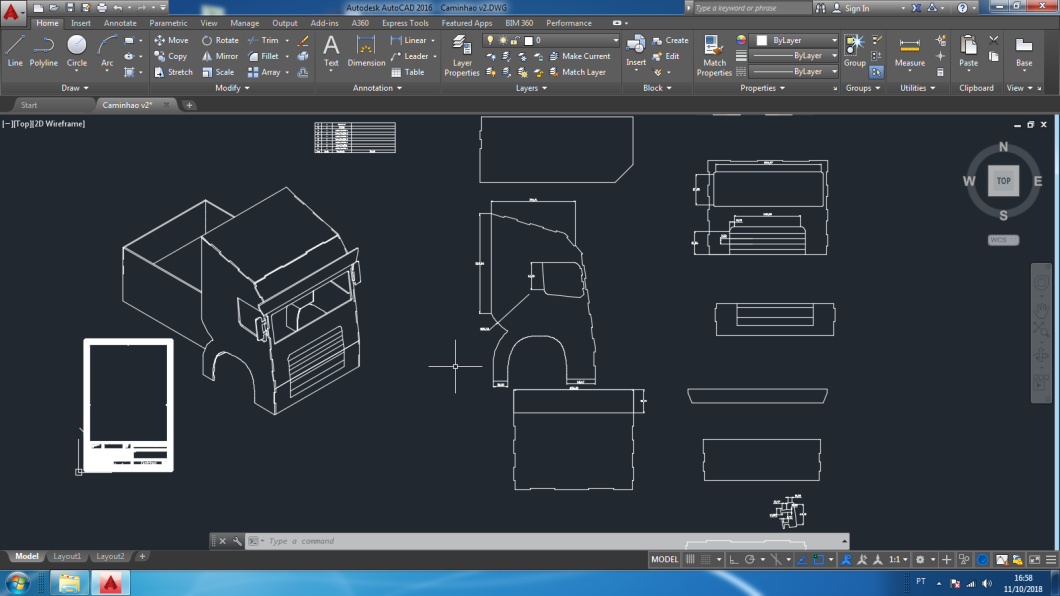 Autodesk AutoCAD 2016 Caminhao v2.DWG
Type a keyword or phrase
Sign In
Home Insert Annotate Parametric View Manage Output Add-ins A360 Express Tools Featured Apps BIM 360 Performance
Line
Polyline
Circle
Arc
Move
Rotate
Trim
Copy
Mirror
Fillet
Stretch
Scale
Array
Text
Dimension
Linear
Leader
Table
Layer
Properties
0
Make Current
Match Layer
Insert
Create
Edit
Match
Properties
ByLayer
ByLayer
ByLayer
Group
Measure
Paste
Base
Draw
Modify
Annotation
Layers
Block
Properties
Groups
Utilities
Clipboard
View
Start
Caminhao v2*
[−][Top][2D Wireframe]
N
W TOP E
S
WCS
Type a command
Model Layout1 Layout2
MODEL
1:1
PT
16:58
11/10/2018